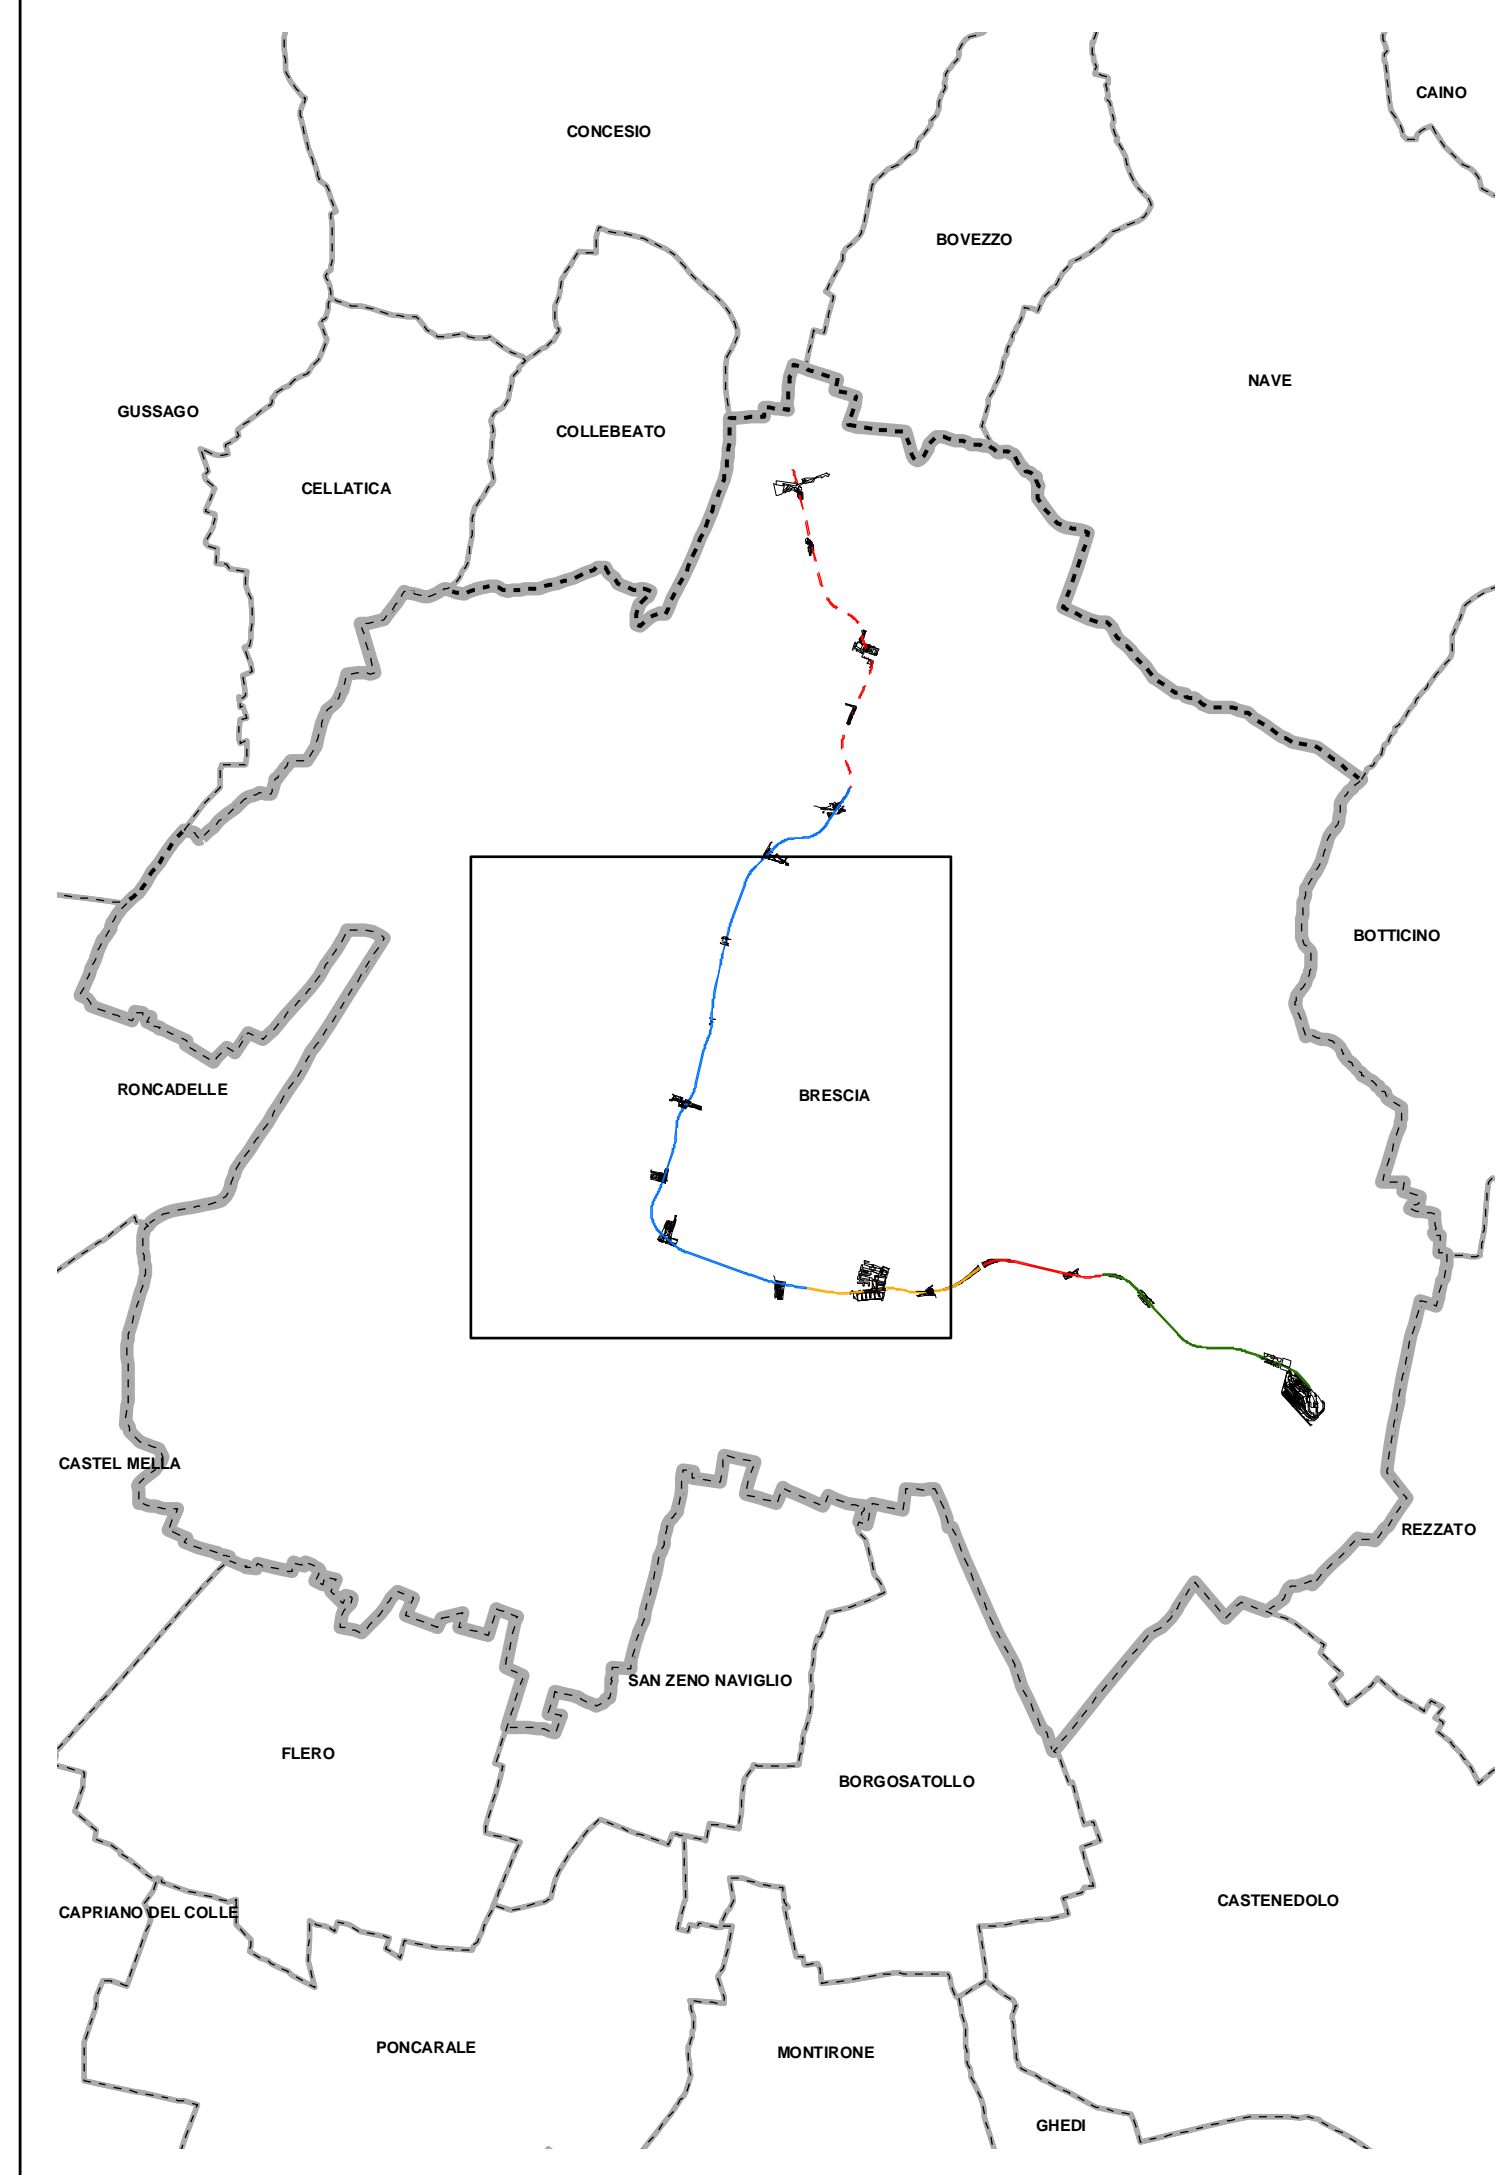 CAINO
CONCESIO
BOVEZZO
NAVE
GUSSAGO
COLLEBEATO
CELLATICA
BOTTICINO
RONCADELLE
BRESCIA
CASTEL MELLA
REZZATO
SAN ZENO NAVIGLIO
FLERO
BORGOSATOLLO
CASTENEDOLO
CAPRIANO DEL COLLE
PONCARALE
MONTIRONE
GHEDI